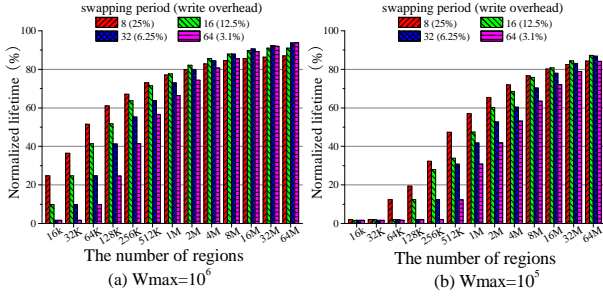 swapping period (write overhead)
8 (25%) 16 (12.5%)
32 (6.25%) 64 (3.1%)
Normalized lifetime (%)
100
80
60
40
20
0
16k 32K 64K 128K 256K 512K 1M 2M 4M 8M 16M 32M 64M
The number of regions
(a) Wmax=10^6
swapping period (write overhead)
8 (25%) 16 (12.5%)
32 (6.25%) 64 (3.1%)
Normalized lifetime (%)
100
80
60
40
20
0
16k 32K 64K 128K 256K 512K 1M 2M 4M 8M 16M 32M 64M
The number of regions
(b) Wmax=10^5